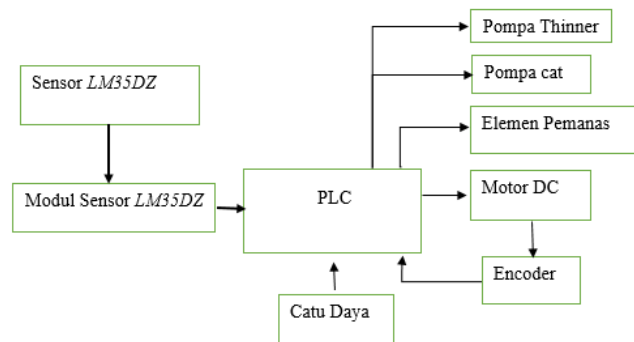 Pompa Thinner
Pompa cat
Sensor LM35DZ
Elemen Pemanas
Modul Sensor LM35DZ
PLC
Motor DC
Encoder
Catu Daya